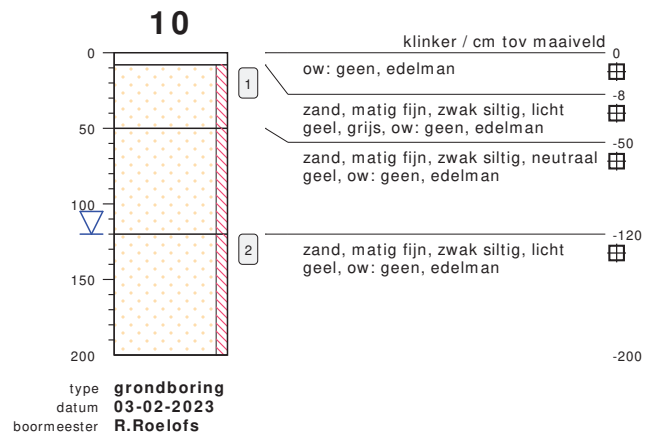 10
klinker / cm tov maaiveld
0
0
ow: geen, edelman
1
-8
zand, matig fijn, zwak siltig, licht
geel, grijs, ow: geen, edelman
50
-50
zand, matig fijn, zwak siltig, neutraal
geel, ow: geen, edelman
100
-120
2
zand, matig fijn, zwak siltig, licht
geel, ow: geen, edelman
150
200
-200
type grondboring
datum 03-02-2023
boormeester R.Roelofs